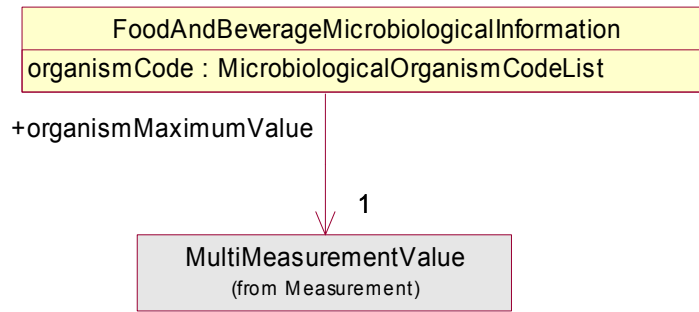 FoodAndBeverageMicrobiologicalInformation
organismCode : MicrobiologicalOrganismCodeList
+organismMaximumValue
1
MultiMeasurementValue
(from Measurement)